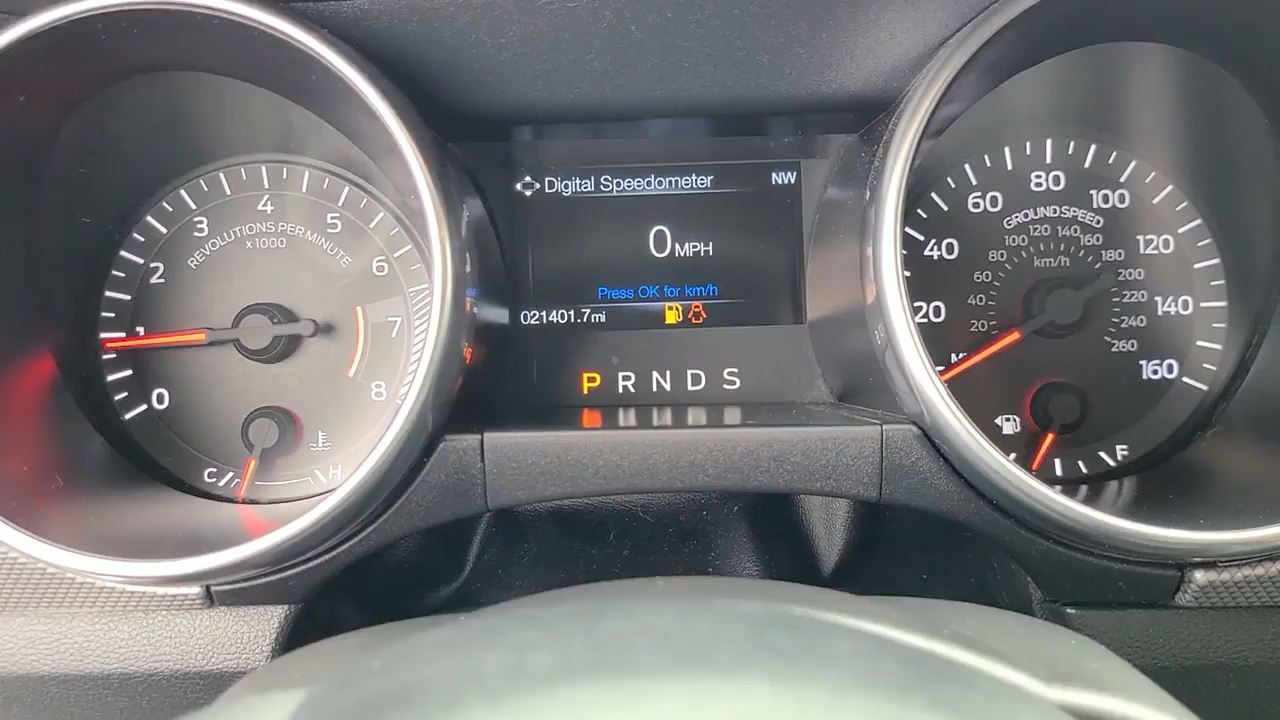 Digital Speedometer NW
0 MPH
Press OK for km/h
021401.7mi
P R N D S
0 1 2 3 4 5 6 7 8
REVOLUTIONS PER MINUTE
x1000
C H
20 40 60 80 100 120 140 160
GROUND SPEED
20 40 60 80 100 120 140 160 180 200 220 240 260
km/h
F